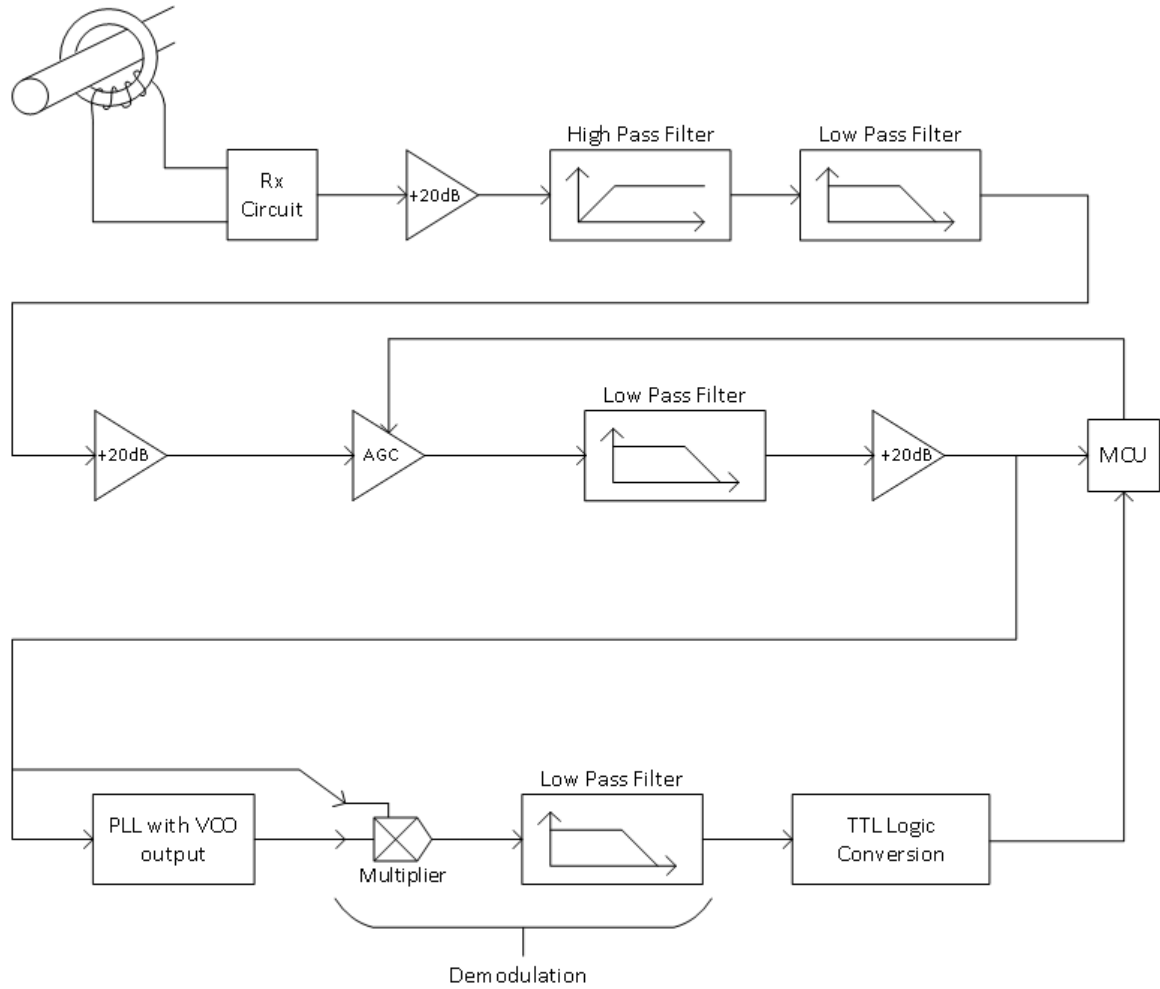 High Pass Filter
Low Pass Filter
Rx
Circuit
+20dB
Low Pass Filter
+20dB
AGC
+20dB
MCU
Low Pass Filter
PLL with VCO
output
Multiplier
TTL Logic
Conversion
Demodulation